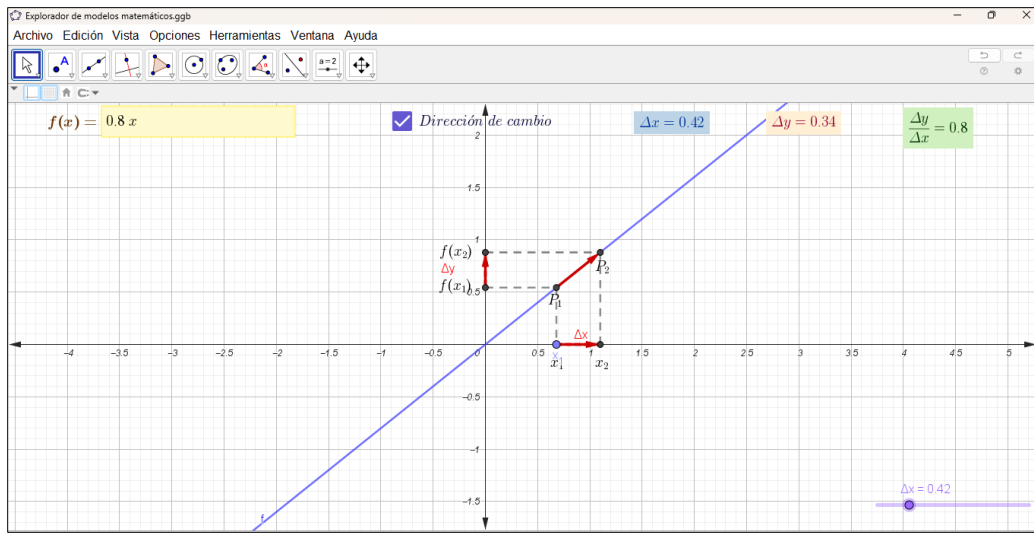 Explorador de modelos matemáticos.ggb
Archivo Edición Vista Opciones Herramientas Ventana Ayuda
A α a = 2
f(x) = 0.8 x
Dirección de cambio
Δx = 0.42
Δy = 0.34
Δy/Δx = 0.8
2
1.5
f(x₂) 1
Δy P₂
f(x₁) 0.5 P₁
Δx
-4 -3.5 -3 -2.5 -2 -1.5 -1 -0.5 0 0.5 1 1.5 2 2.5 3 3.5 4 4.5 5
x₁
x₁ x₂
-0.5
-1
Δx = 0.42
-1.5
f